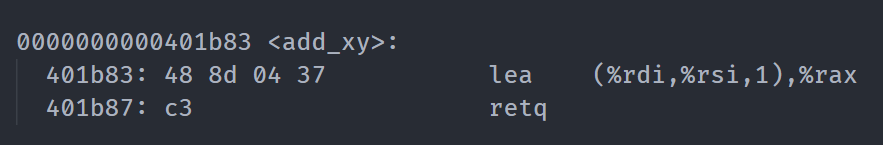 0000000000401b83 <add_xy>:
401b83: 48 8d 04 37 lea (%rdi,%rsi,1),%rax
401b87: c3 retq